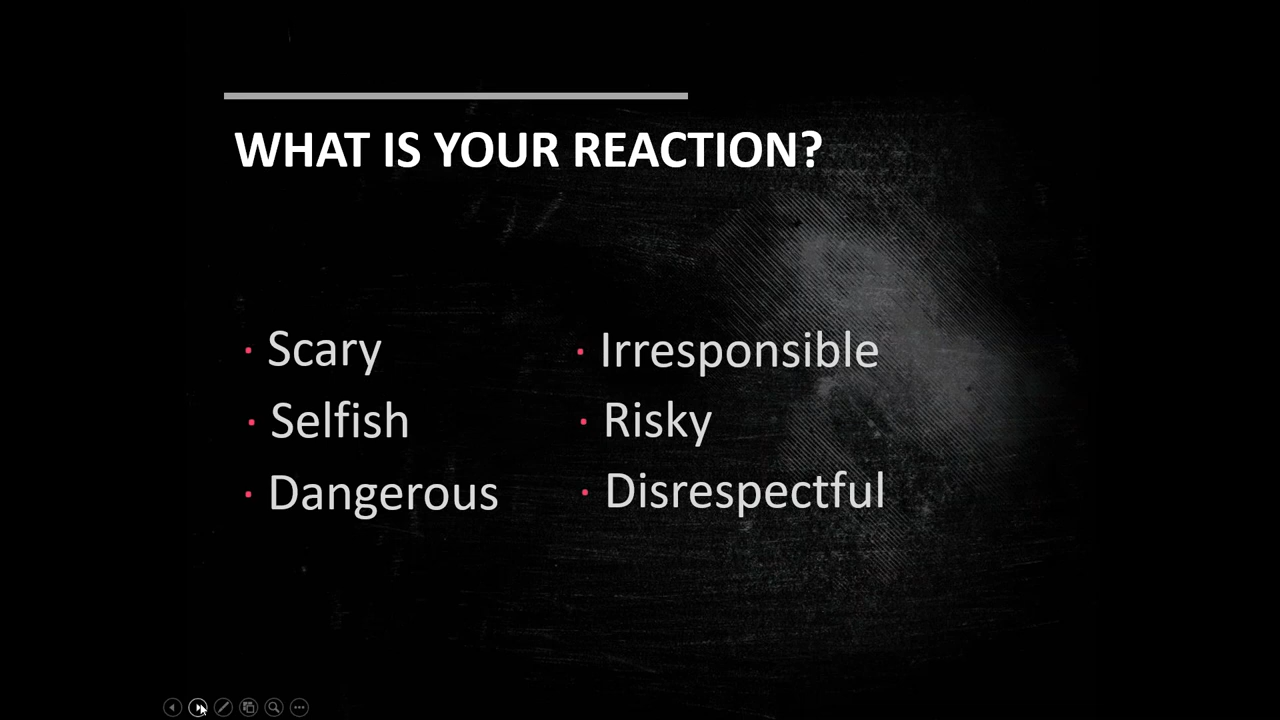 WHAT IS YOUR REACTION?
· Scary
· Selfish
· Dangerous
· Irresponsible
· Risky
· Disrespectful